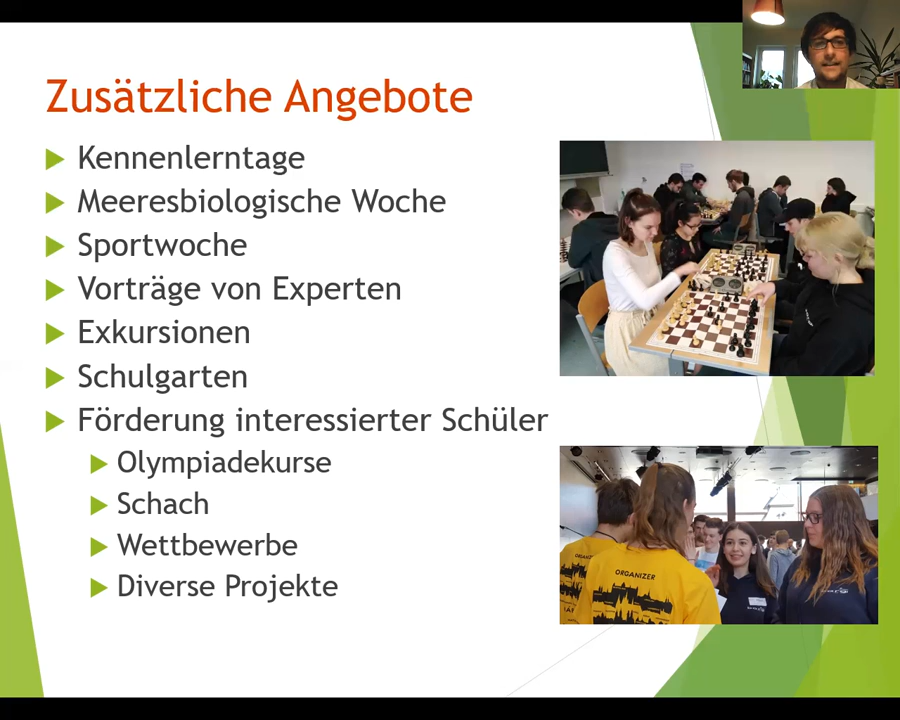 Zusätzliche Angebote
Kennenlerntage
Meeresbiologische Woche
Sportwoche
Vorträge von Experten
Exkursionen
Schulgarten
Förderung interessierter Schüler
Olympiadekurse
Schach
Wettbewerbe
Diverse Projekte
ORGANIZER